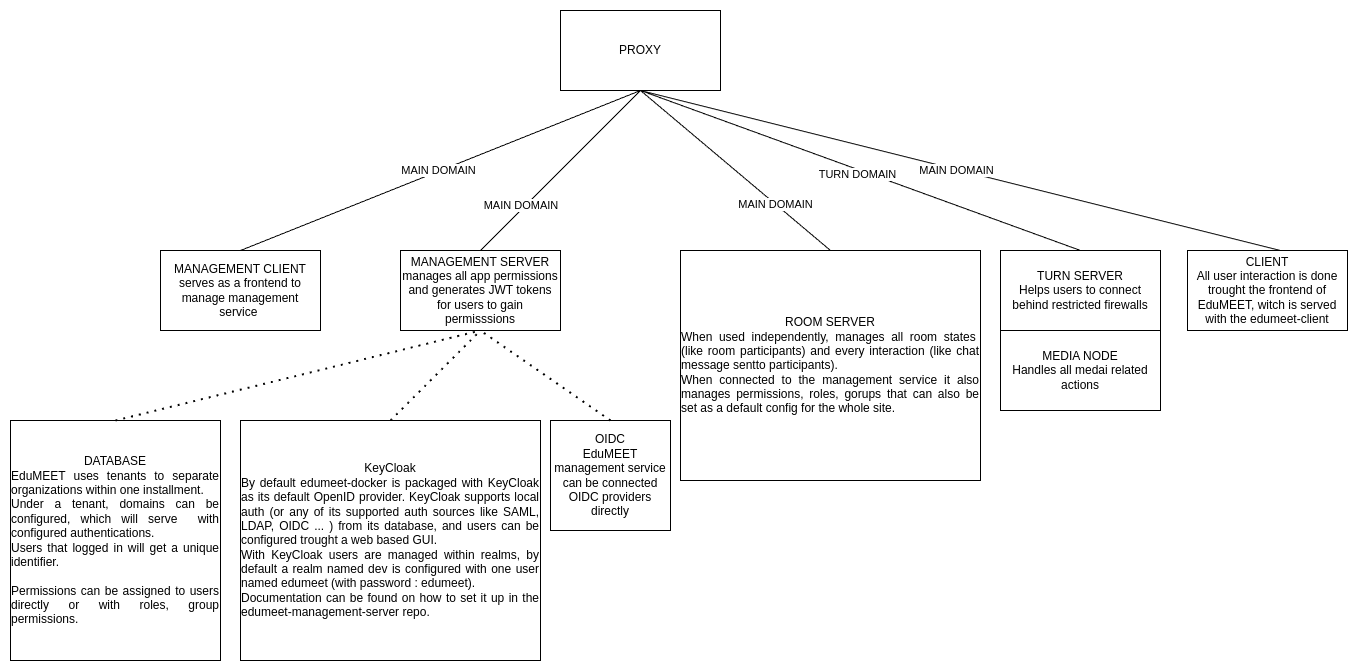 PROXY
MAIN DOMAIN
MAIN DOMAIN
MAIN DOMAIN
TURN DOMAIN
MAIN DOMAIN
MANAGEMENT CLIENT
serves as a frontend to
manage management
service
MANAGEMENT SERVER
manages all app permissions
and generates JWT tokens
for users to gain
permisssions
ROOM SERVER
When used independently, manages all room states
(like room participants) and every interaction (like chat
message sentto participants).
When connected to the management service it also
manages permissions, roles, gorups that can also be
set as a default config for the whole site.
TURN SERVER
Helps users to connect
behind restricted firewalls
MEDIA NODE
Handles all medai related
actions
CLIENT
All user interaction is done
trought the frontend of
EduMEET, witch is served
with the edumeet-client
DATABASE
EduMEET uses tenants to separate
organizations within one installment.
Under a tenant, domains can be
configured, which will serve with
configured authentications.
Users that logged in will get a unique
identifier.
Permissions can be assigned to users
directly or with roles, group
permissions.
KeyCloak
By default edumeet-docker is packaged with KeyCloak
as its default OpenID provider. KeyCloak supports local
auth (or any of its supported auth sources like SAML,
LDAP, OIDC ... ) from its database, and users can be
configured trought a web based GUI.
With KeyCloak users are managed within realms, by
default a realm named dev is configured with one user
named edumeet (with password : edumeet).
Documentation can be found on how to set it up in the
edumeet-management-server repo.
OIDC
EduMEET
management service
can be connected
OIDC providers
directly